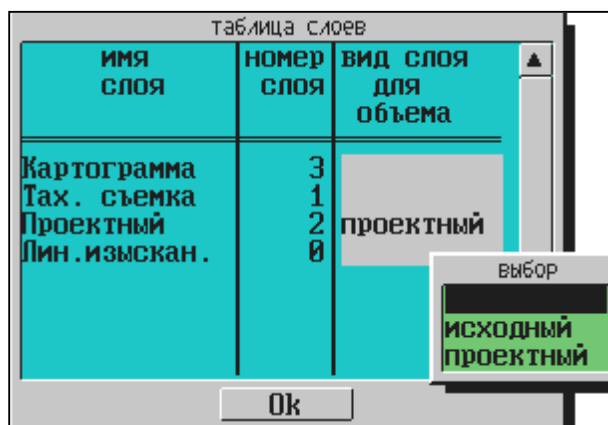 таблица слоев
имя номер вид слоя
слоя слоя для
объема
Картограмма 3
Тах. съемка 1
Проектный 2 проектный
Лин.изыскан. 0
выбор
исходный
проектный
Ok